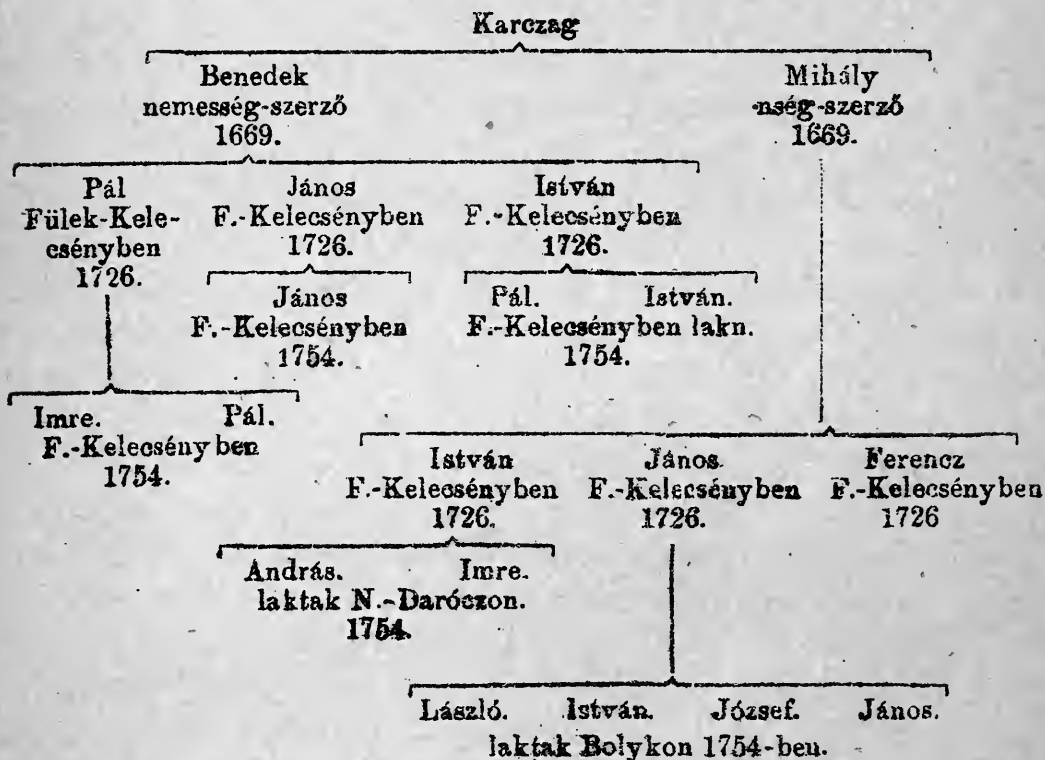 Karczag
Benedek Mihály
nemesség-szerző nség-szerző
1669. 1669.
Pál János István
Fülek-Kele- F.-Kelecsényben F.-Kelecsényben
csényben 1726. 1726.
1726.
János Pál. István.
F.-Kelecsényben F.-Kelecsényben lakn.
1754. 1754.
Imre. Pál.
F.-Kelecsényben
1754.
István János. Ferencz
F.-Kelecsényben F.-Kelecsényben F.-Kelecsényben
1726. 1726. 1726
András. Imre.
laktak N.-Daróczon.
1754.
László. István. József. János.
laktak Bolykon 1754-ben.